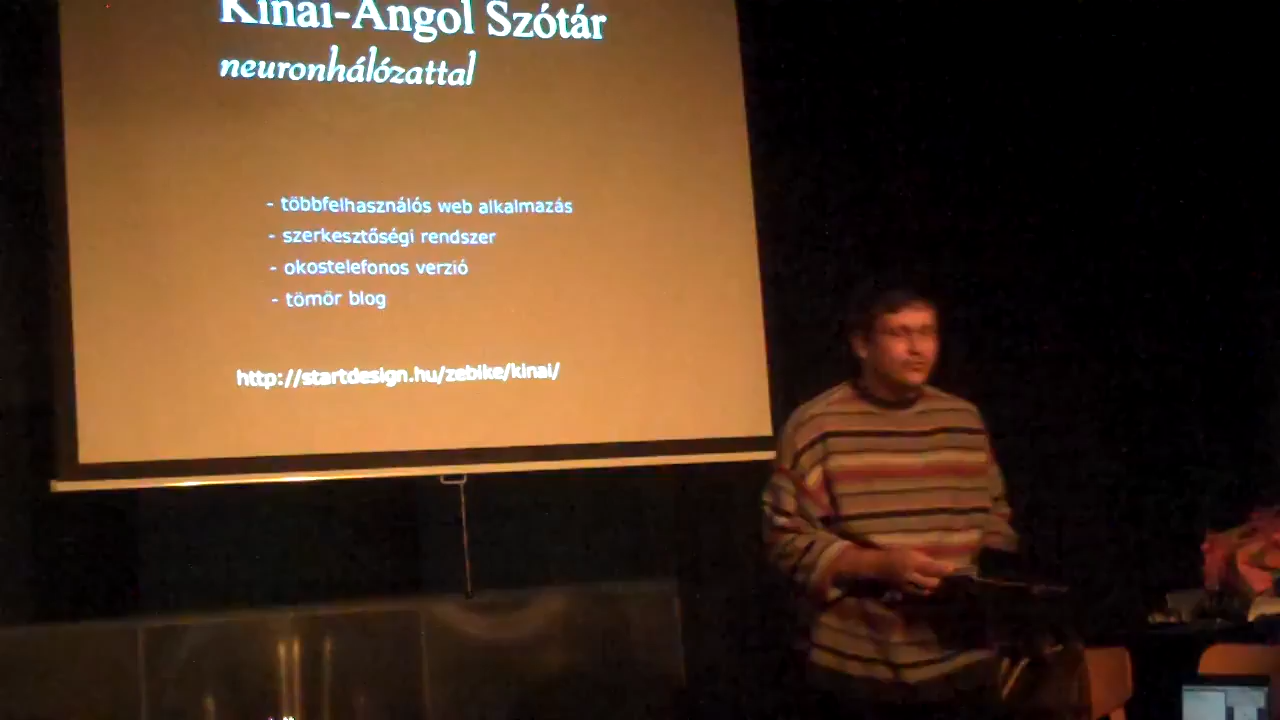 Kínai-Angol Szótár
neuronhálózattal
- többfelhasználós web alkalmazás
- szerkesztőségi rendszer
- okostelefonos verzió
- tömör blog
http://startdesign.hu/zebike/kinai/